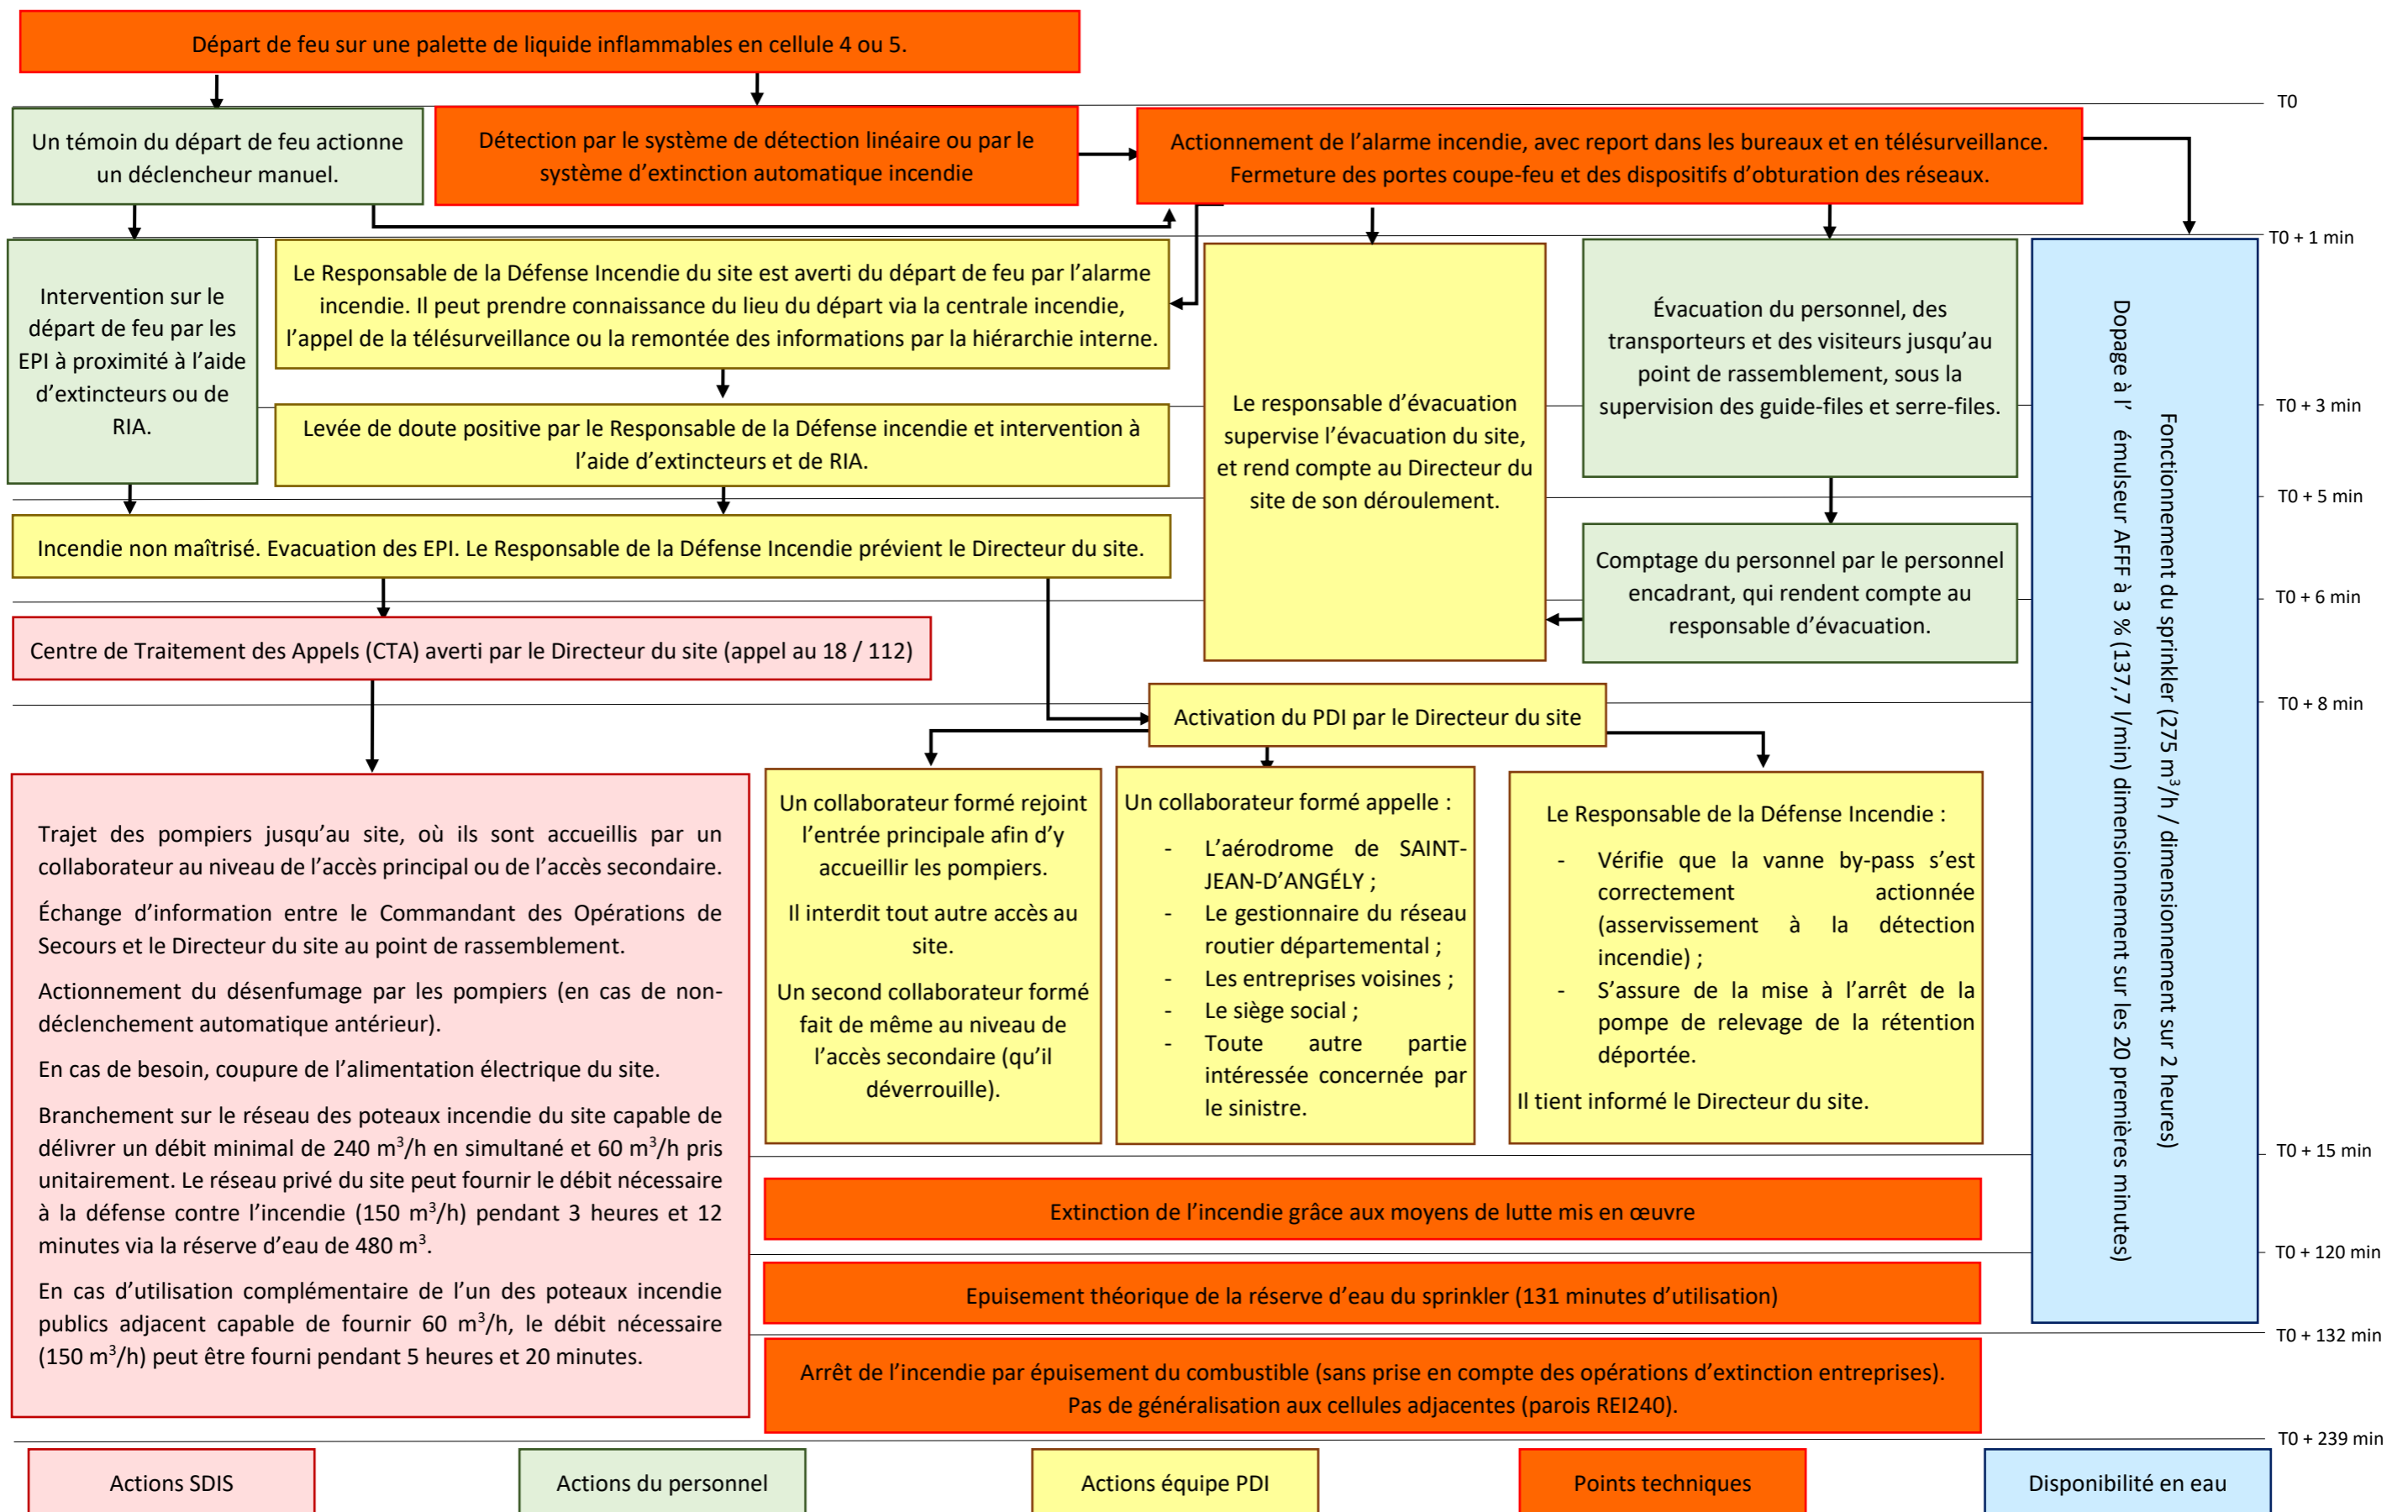 Départ de feu sur une palette de liquide inflammables en cellule 4 ou 5.
T0
Un témoin du départ de feu actionne
un déclencheur manuel.
Détection par le système de détection linéaire ou par le
système d’extinction automatique incendie
Actionnement de l’alarme incendie, avec report dans les bureaux et en télésurveillance.
Fermeture des portes coupe-feu et des dispositifs d’obturation des réseaux.
T0 + 1 min
Intervention sur le
départ de feu par les
EPI à proximité à l’aide
d’extincteurs ou de
RIA.
Le Responsable de la Défense Incendie du site est averti du départ de feu par l’alarme
incendie. Il peut prendre connaissance du lieu du départ via la centrale incendie,
l’appel de la télésurveillance ou la remontée des informations par la hiérarchie interne.
Levée de doute positive par le Responsable de la Défense incendie et intervention à
l’aide d’extincteurs et de RIA.
Le responsable d’évacuation
supervise l’évacuation du site,
et rend compte au Directeur du
site de son déroulement.
Évacuation du personnel, des
transporteurs et des visiteurs jusqu’au
point de rassemblement, sous la
supervision des guide-files et serre-files.
Fonctionnement du sprinkler (275 m³/h / dimensionnement sur 2 heures)
Dopage à l’ émulseur AFFF à 3 % (137,7 l/min) dimensionnement sur les 20 premières minutes)
T0 + 3 min
T0 + 5 min
Incendie non maîtrisé. Evacuation des EPI. Le Responsable de la Défense Incendie prévient le Directeur du site.
Comptage du personnel par le personnel
encadrant, qui rendent compte au
responsable d’évacuation.
T0 + 6 min
Centre de Traitement des Appels (CTA) averti par le Directeur du site (appel au 18 / 112)
T0 + 8 min
Activation du PDI par le Directeur du site
Trajet des pompiers jusqu’au site, où ils sont accueillis par un
collaborateur au niveau de l’accès principal ou de l’accès secondaire.
Échange d’information entre le Commandant des Opérations de
Secours et le Directeur du site au point de rassemblement.
Actionnement du désenfumage par les pompiers (en cas de non-
déclenchement automatique antérieur).
En cas de besoin, coupure de l’alimentation électrique du site.
Branchement sur le réseau des poteaux incendie du site capable de
délivrer un débit minimal de 240 m³/h en simultané et 60 m³/h pris
unitairement. Le réseau privé du site peut fournir le débit nécessaire
à la défense contre l’incendie (150 m³/h) pendant 3 heures et 12
minutes via la réserve d’eau de 480 m³.
En cas d’utilisation complémentaire de l’un des poteaux incendie
publics adjacent capable de fournir 60 m³/h, le débit nécessaire
(150 m³/h) peut être fourni pendant 5 heures et 20 minutes.
Un collaborateur formé rejoint
l’entrée principale afin d’y
accueillir les pompiers.
Il interdit tout autre accès au
site.
Un second collaborateur formé
fait de même au niveau de
l’accès secondaire (qu’il
déverrouille).
Un collaborateur formé appelle :
- L’aérodrome de SAINT-
JEAN-D’ANGÉLY ;
- Le gestionnaire du réseau
routier départemental ;
- Les entreprises voisines ;
- Le siège social ;
- Toute autre partie
intéressée concernée par
le sinistre.
Le Responsable de la Défense Incendie :
- Vérifie que la vanne by-pass s’est
correctement actionnée
(asservissement à la détection
incendie) ;
- S’assure de la mise à l’arrêt de la
pompe de relevage de la rétention
déportée.
Il tient informé le Directeur du site.
T0 + 15 min
Extinction de l’incendie grâce aux moyens de lutte mis en œuvre
T0 + 120 min
Epuisement théorique de la réserve d’eau du sprinkler (131 minutes d’utilisation)
T0 + 132 min
Arrêt de l’incendie par épuisement du combustible (sans prise en compte des opérations d’extinction entreprises).
Pas de généralisation aux cellules adjacentes (parois REI240).
T0 + 239 min
Actions SDIS
Actions du personnel
Actions équipe PDI
Points techniques
Disponibilité en eau